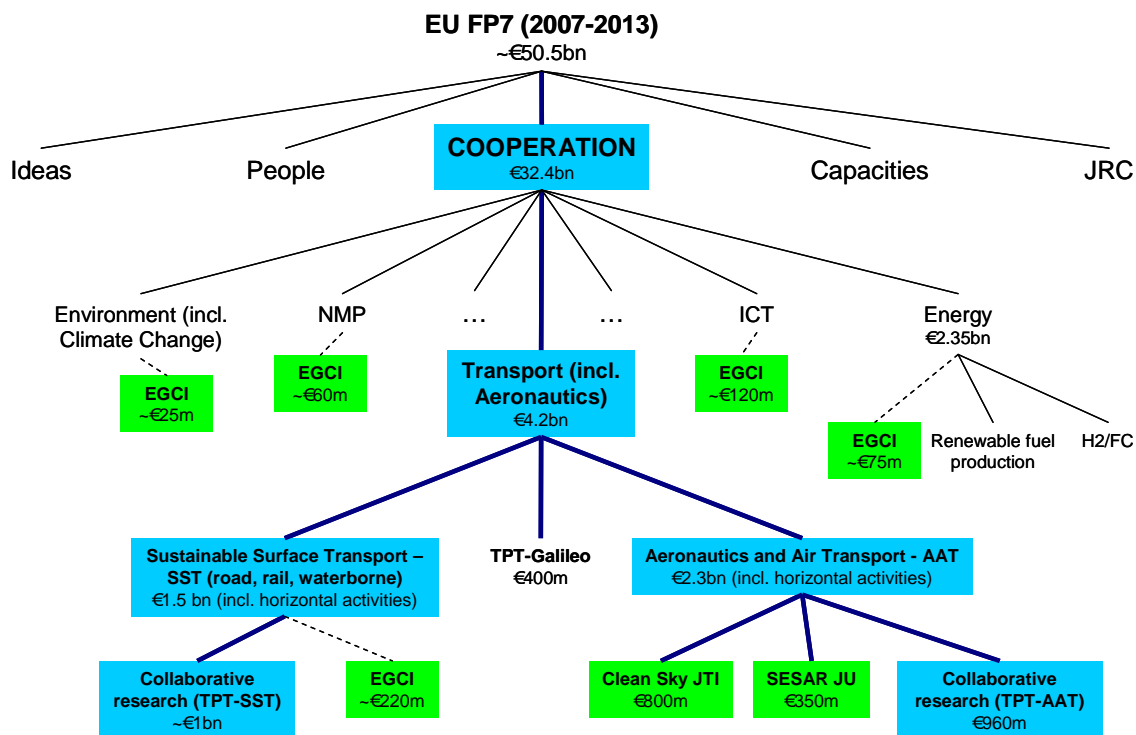 EU FP7 (2007-2013)
~€50.5bn
Ideas
People
COOPERATION
€32.4bn
Capacities
JRC
Environment (incl.
Climate Change)
NMP
...
...
ICT
Energy
€2.35bn
EGCI
~€25m
EGCI
~€60m
Transport (incl.
Aeronautics)
€4.2bn
EGCI
~€120m
EGCI
~€75m
Renewable fuel
production
H2/FC
Sustainable Surface Transport –
SST (road, rail, waterborne)
€1.5 bn (incl. horizontal activities)
TPT-Galileo
€400m
Aeronautics and Air Transport - AAT
€2.3bn (incl. horizontal activities)
Collaborative
research (TPT-SST)
~€1bn
EGCI
~€220m
Clean Sky JTI
€800m
SESAR JU
€350m
Collaborative
research (TPT-AAT)
€960m